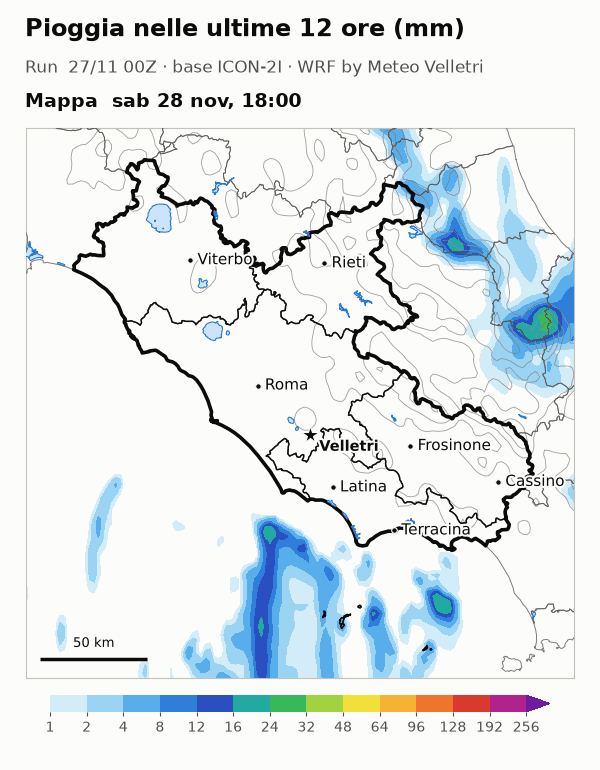 Pioggia nelle ultime 12 ore (mm)
Run  27/11 00Z · base ICON-2I · WRF by Meteo Velletri
Mappa  sab 28 nov, 18:00
Viterbo
Rieti
Roma
Velletri
Frosinone
Latina
Cassino
Terracina
50 km
1 2 4 8 12 16 24 32 48 64 96 128 192 256